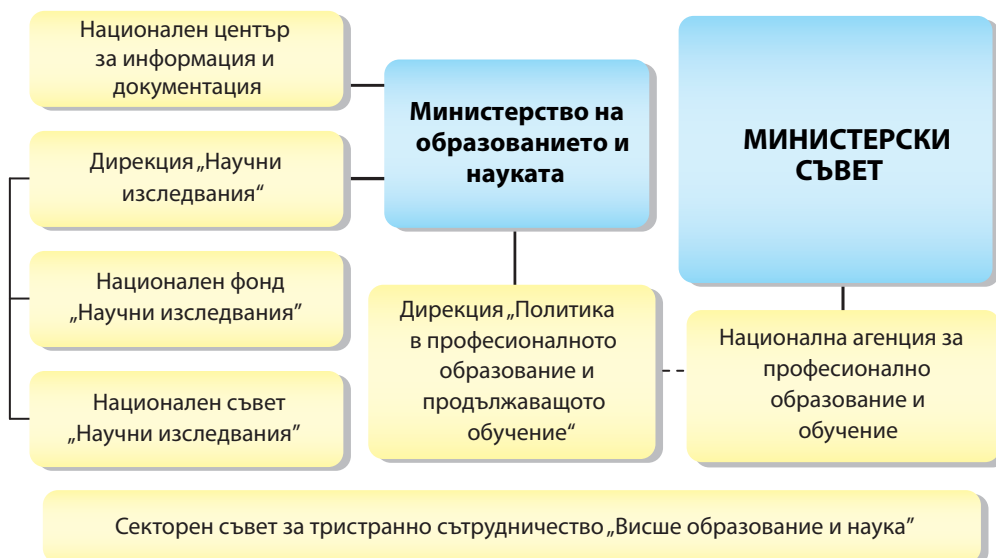 Национален център
за информация и
документация
Министерство на
образованието и
науката
МИНИСТЕРСКИ
СЪВЕТ
Дирекция „Научни
изследвания“
Национален фонд
„Научни изследвания”
Национален съвет
„Научни изследвания”
Дирекция „Политика
в професионалното
образование и
продължаващото
обучение“
Национална агенция за
професионално
образование и
обучение
Секторен съвет за тристранно сътрудничество „Висше образование и наука”